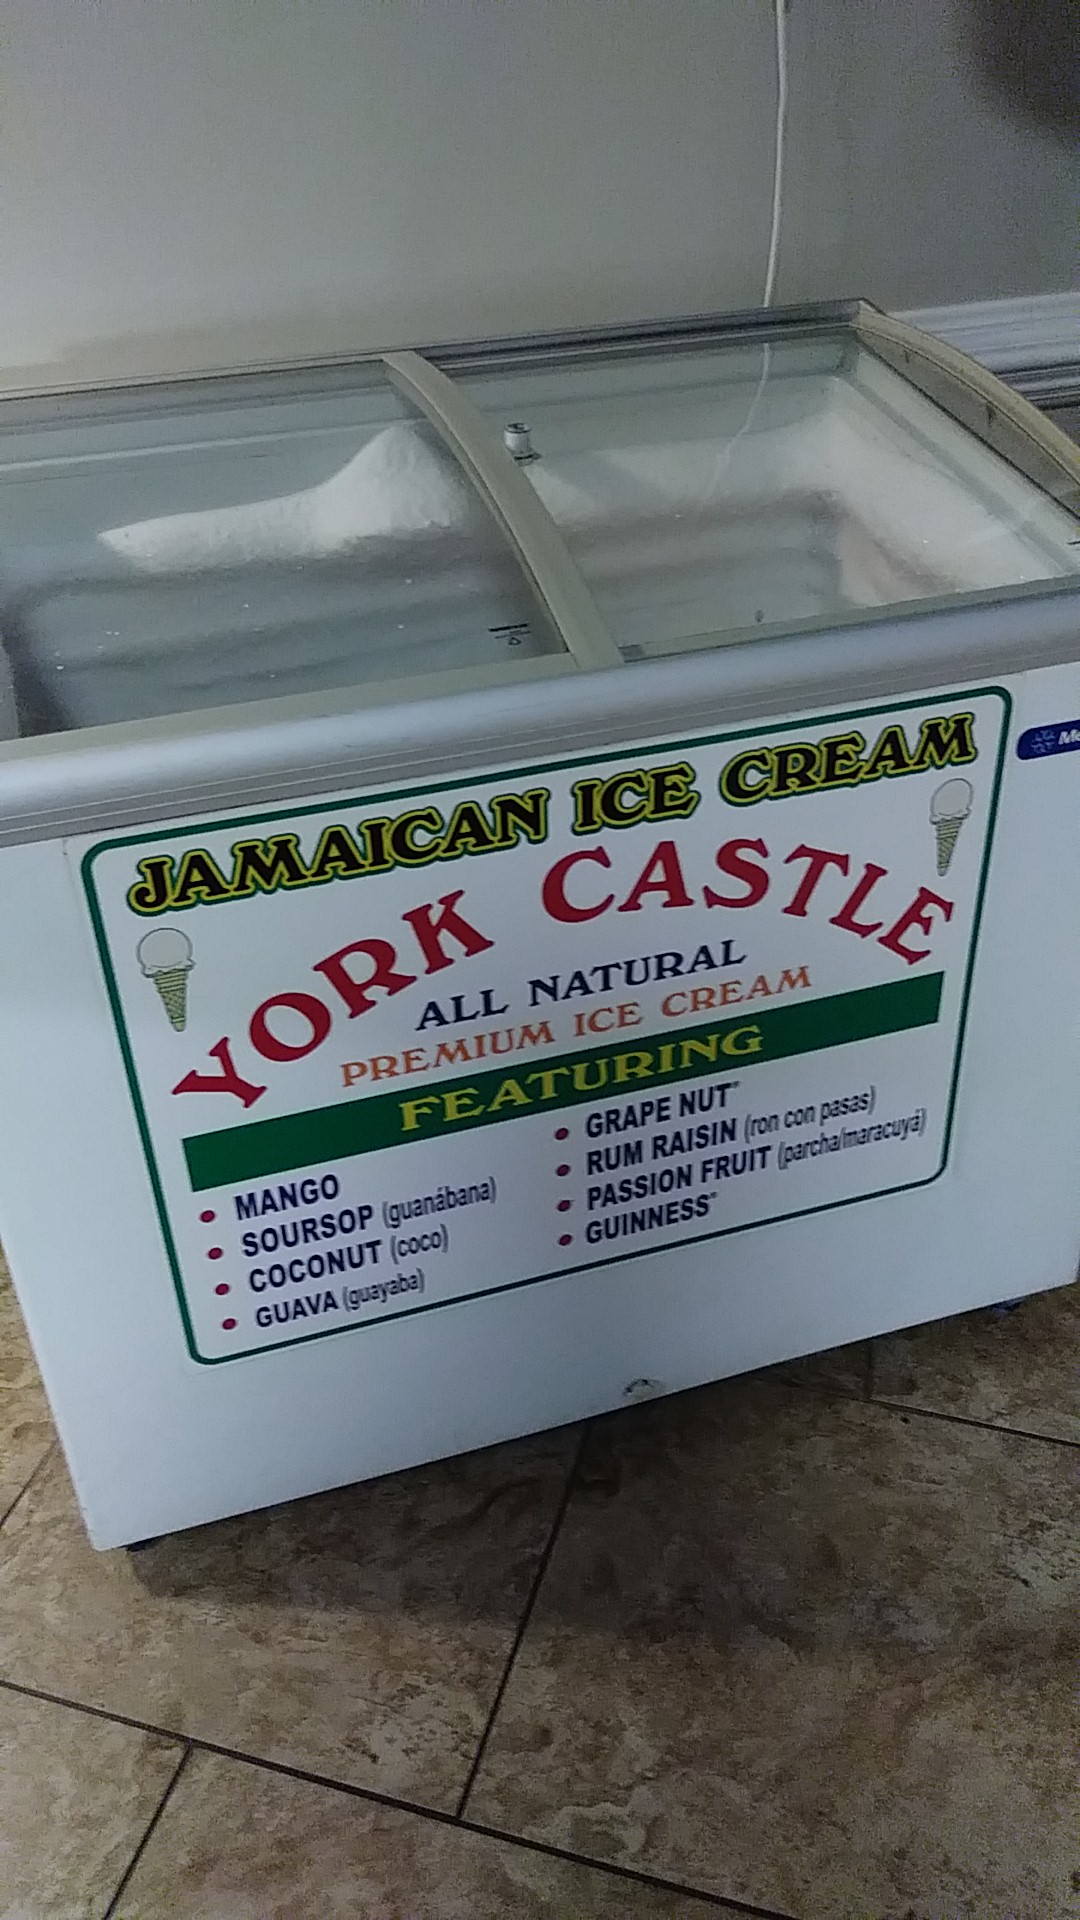 JAMAICAN ICE CREAM
YORK CASTLE
ALL NATURAL
PREMIUM ICE CREAM
FEATURING
• MANGO
• SOURSOP (guanábana)
• COCONUT (coco)
• GUAVA (guayaba)
• GRAPE NUT"
• RUM RAISIN (ron con pasas)
• PASSION FRUIT (parcha/maracuyá)
• GUINNESS"